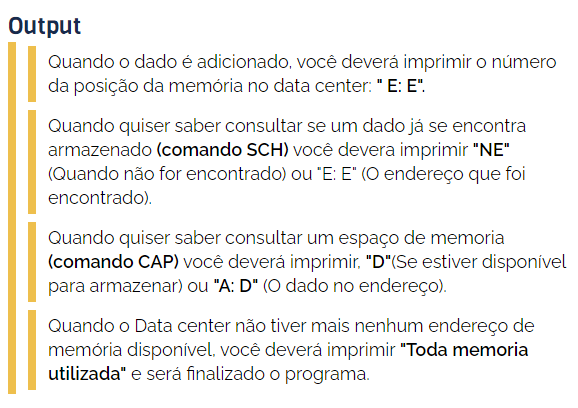 Output
Quando o dado é adicionado, você deverá imprimir o número
da posição da memória no data center: " E: E".
Quando quiser saber consultar se um dado já se encontra
armazenado (comando SCH) você devera imprimir "NE"
(Quando não for encontrado) ou "E: E" (O endereço que foi
encontrado).
Quando quiser saber consultar um espaço de memoria
(comando CAP) você deverá imprimir, "D"(Se estiver disponível
para armazenar) ou "A: D" (O dado no endereço).
Quando o Data center não tiver mais nenhum endereço de
memória disponível, você deverá imprimir "Toda memoria
utilizada" e será finalizado o programa.